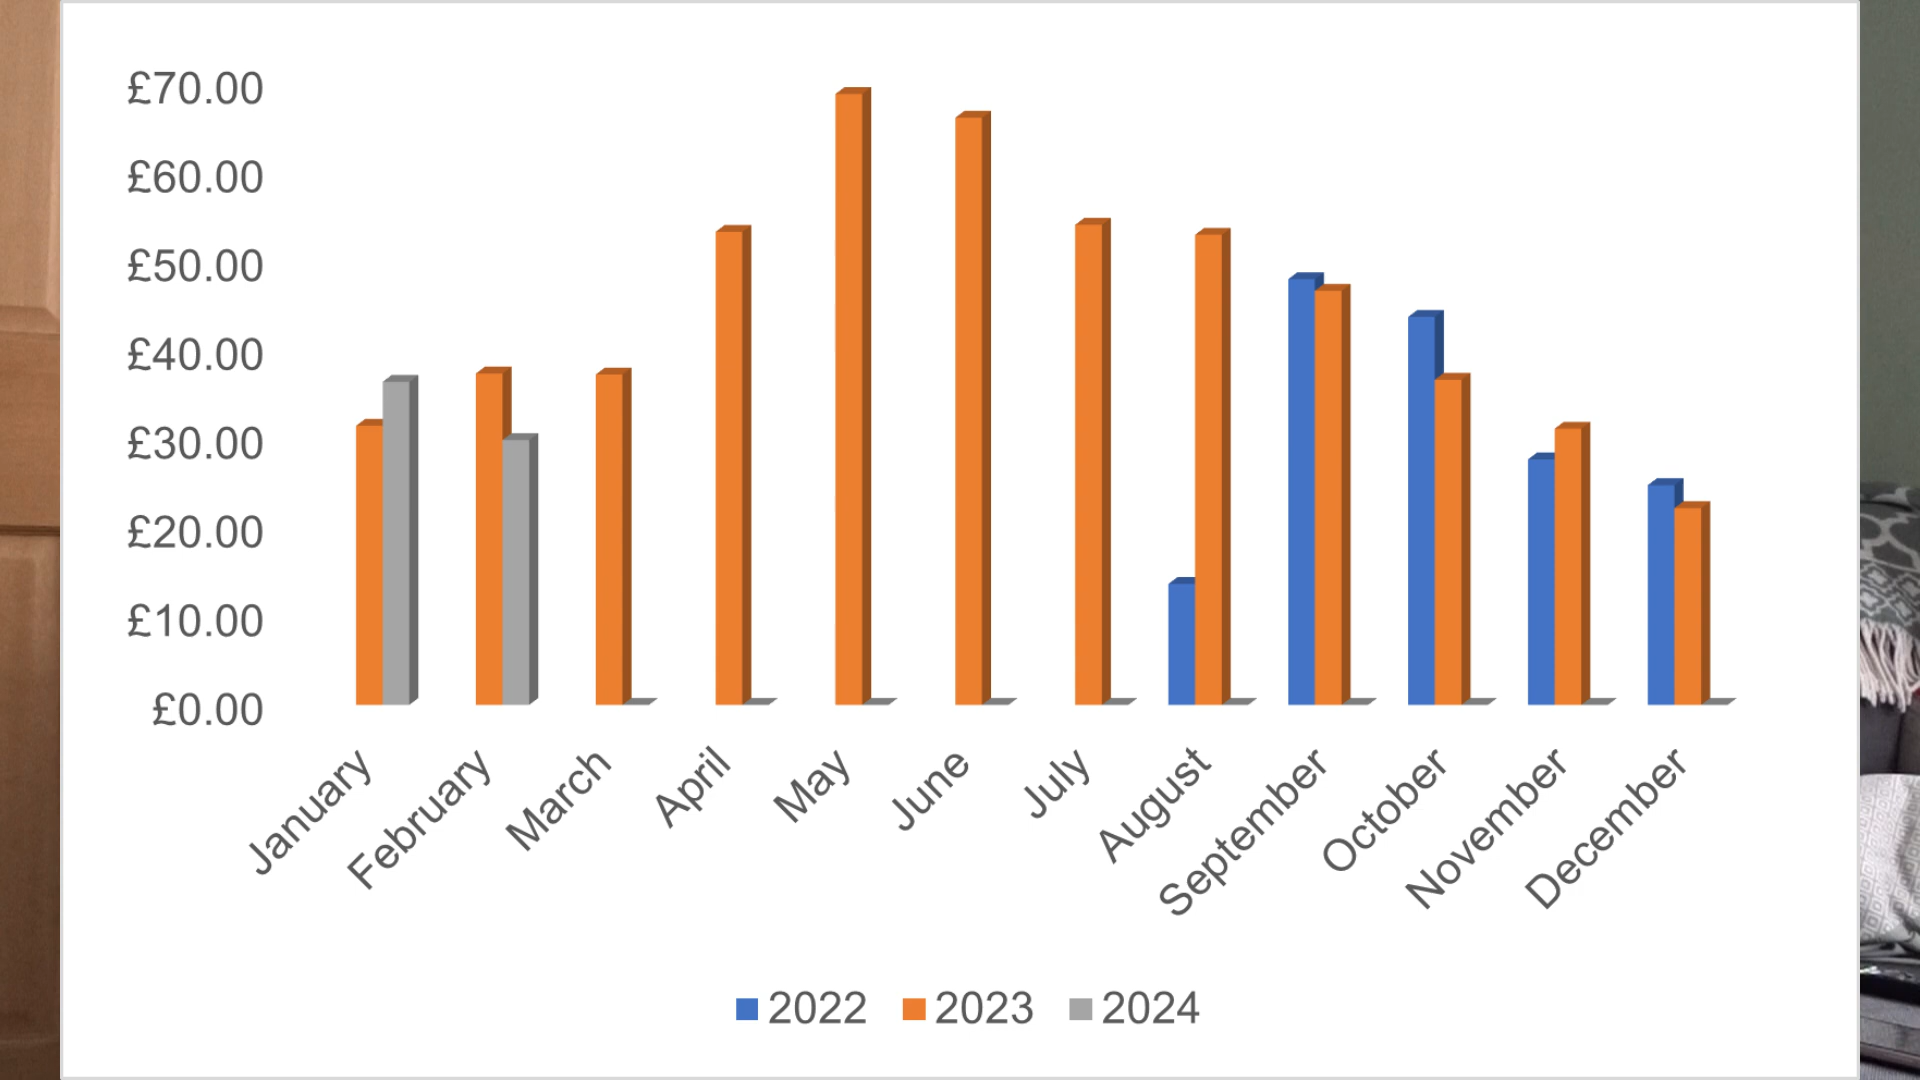 £70.00
£60.00
£50.00
£40.00
£30.00
£20.00
£10.00
£0.00
January
February
March
April
May
June
July
August
September
October
November
December
2022 2023 2024